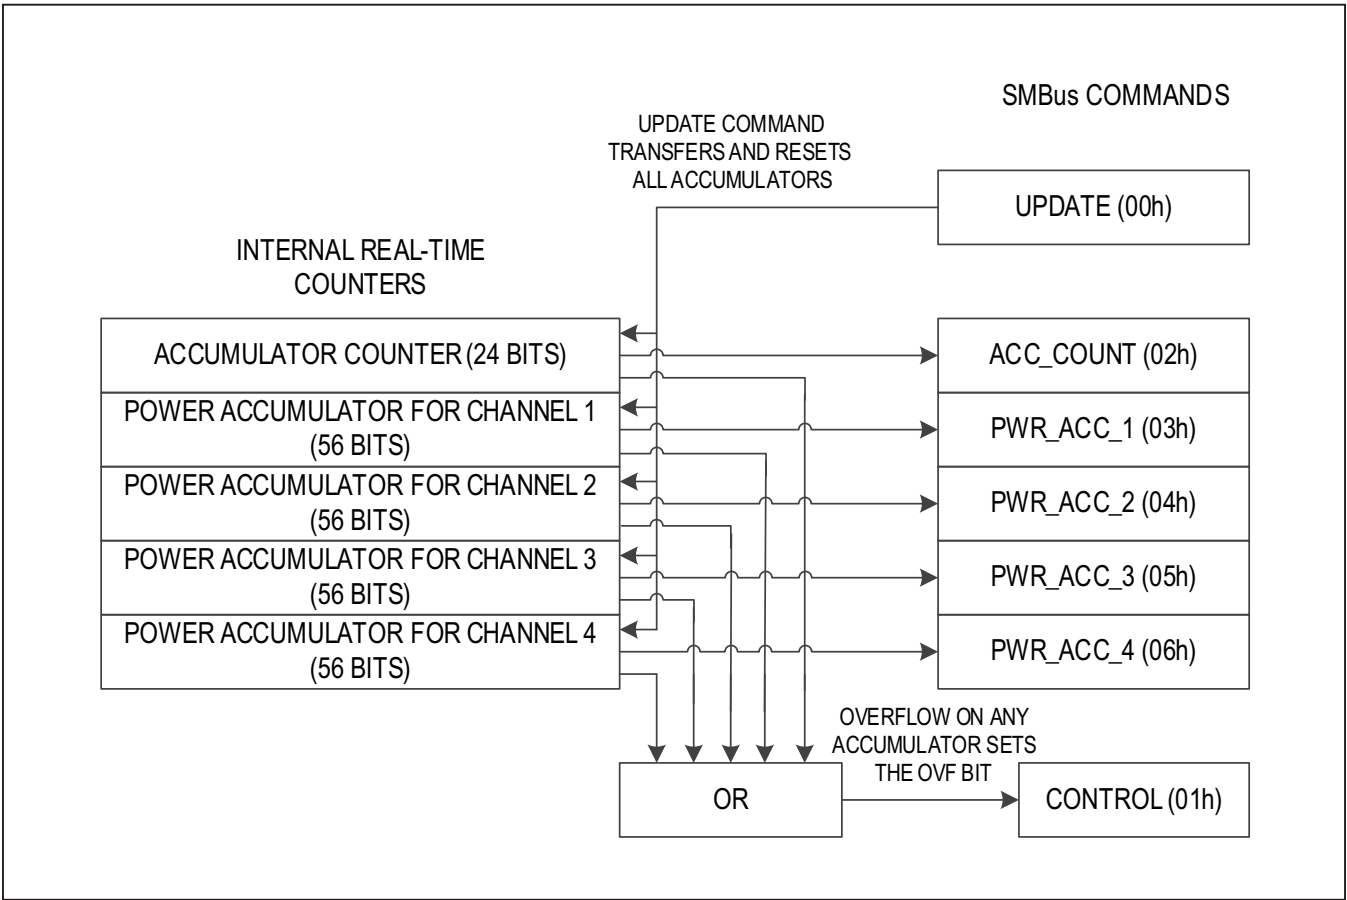 SMBus COMMANDS
UPDATE COMMAND
TRANSFERS AND RESETS
ALL ACCUMULATORS
UPDATE (00h)
INTERNAL REAL-TIME
COUNTERS
ACCUMULATOR COUNTER (24 BITS)
ACC_COUNT (02h)
POWER ACCUMULATOR FOR CHANNEL 1
(56 BITS)
PWR_ACC_1 (03h)
POWER ACCUMULATOR FOR CHANNEL 2
(56 BITS)
PWR_ACC_2 (04h)
POWER ACCUMULATOR FOR CHANNEL 3
(56 BITS)
PWR_ACC_3 (05h)
POWER ACCUMULATOR FOR CHANNEL 4
(56 BITS)
PWR_ACC_4 (06h)
OVERFLOW ON ANY
ACCUMULATOR SETS
THE OVF BIT
OR
CONTROL (01h)